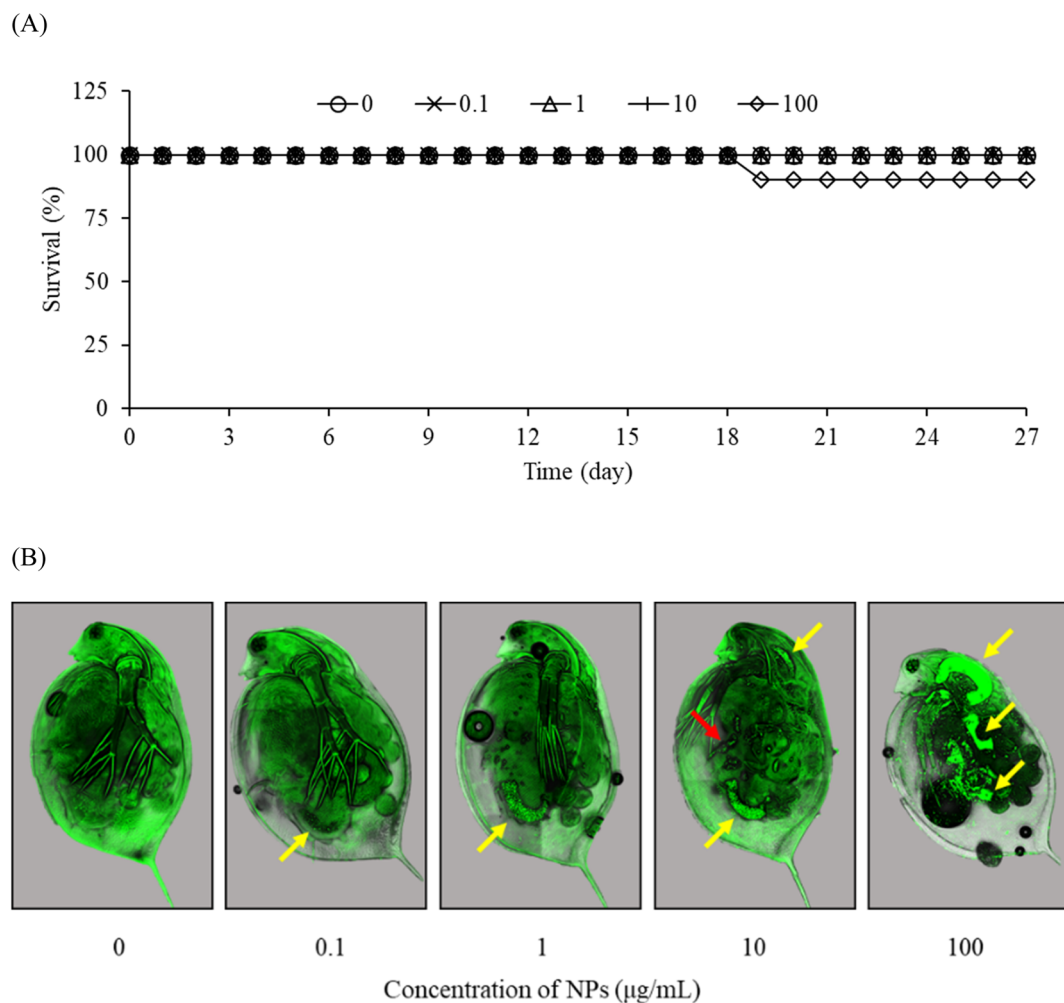 (A)
125
0 0.1 1 10 100
100
75
50
25
0
Survival (%)
0 3 6 9 12 15 18 21 24 27
Time (day)
(B)
0 0.1 1 10 100
Concentration of NPs (μg/mL)